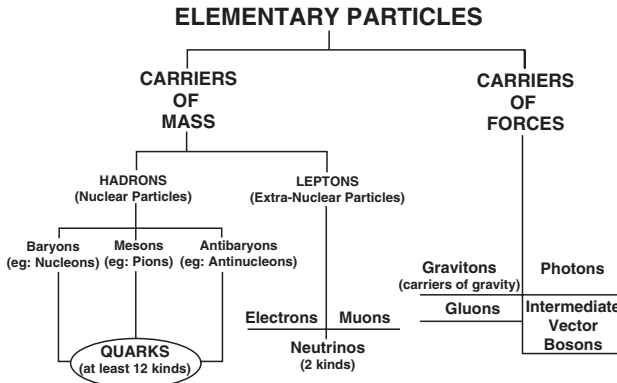 ELEMENTARY PARTICLES
CARRIERS
OF
MASS
CARRIERS
OF
FORCES
HADRONS
(Nuclear Particles)
LEPTONS
(Extra-Nuclear Particles)
Baryons
(eg: Nucleons)
Mesons
(eg: Pions)
Antibaryons
(eg: Antinucleons)
QUARKS
(at least 12 kinds)
Electrons
Muons
Neutrinos
(2 kinds)
Gravitons
(carriers of gravity)
Photons
Gluons
Intermediate
Vector
Bosons